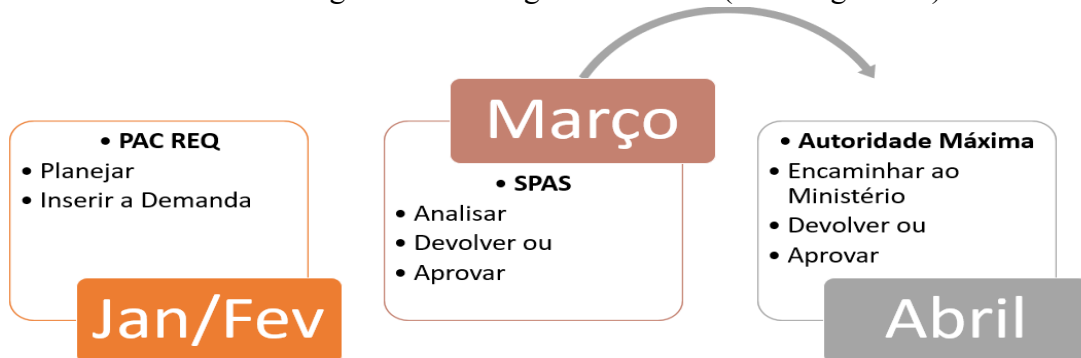 • PAC REQ
• Planejar
• Inserir a Demanda
Jan/Fev
Março
• SPAS
• Analisar
• Devolver ou
• Aprovar
• Autoridade Máxima
• Encaminhar ao
Ministério
• Devolver ou
• Aprovar
Abril